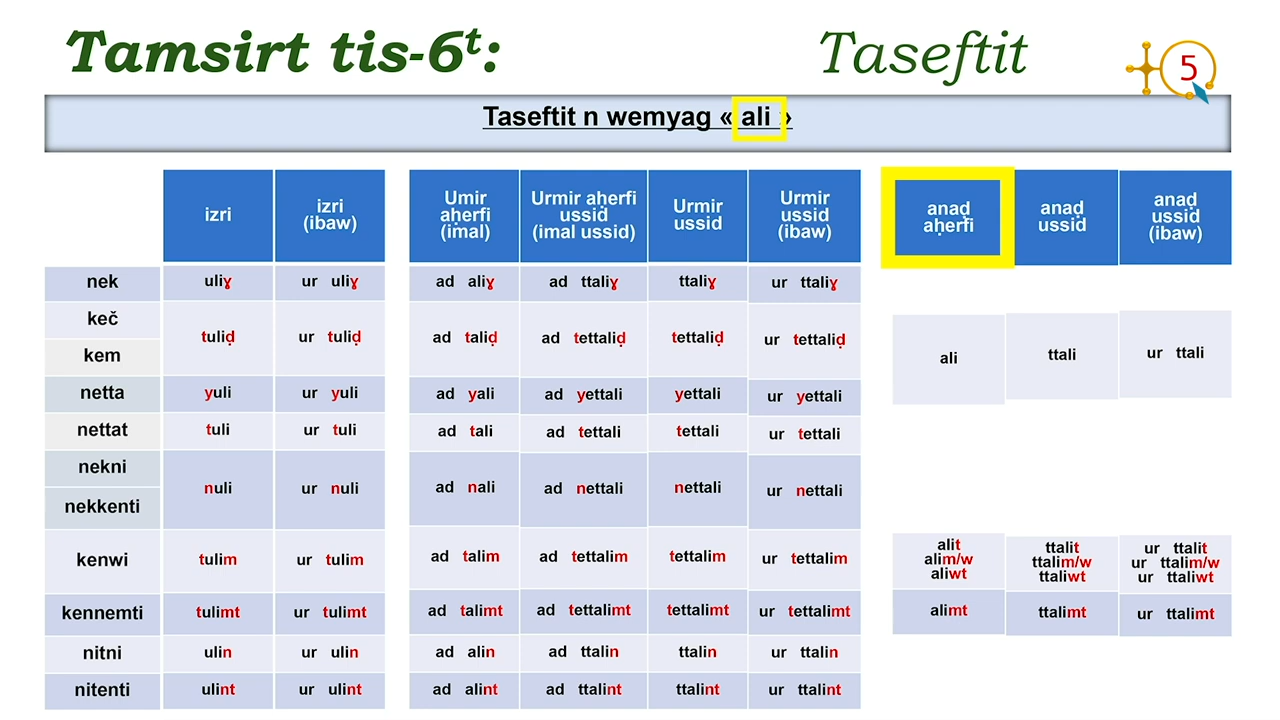 Tamsirt tis-6t:
Taseftit
5
Taseftit n wemyag « ali »
izri
izri
(ibaw)
Umir
aḥerfi
(imal)
Urmir aḥerfi
ussid
(imal ussid)
Urmir
ussid
Urmir
ussid
(ibaw)
anaḍ
aḥerfi
anaḍ
ussid
anaḍ
ussid
(ibaw)
nek
uliɣ
ur uliɣ
ad aliɣ
ad ttaliɣ
ttaliɣ
ur ttaliɣ
keč
kem
tuliḍ
ur tuliḍ
ad taliḍ
ad tettaliḍ
tettaliḍ
ur tettaliḍ
ali
ttali
ur ttali
netta
yuli
ur yuli
ad yali
ad yettali
yettali
ur yettali
nettat
tuli
ur tuli
ad tali
ad tettali
tettali
ur tettali
nekni
nekkenti
nuli
ur nuli
ad nali
ad nettali
nettali
ur nettali
kenwi
tulim
ur tulim
ad talim
ad tettalim
tettalim
ur tettalim
alit
alim/w
aliwt
ttalit
ttalim/w
ttaliwt
ur ttalit
ur ttalim/w
ur ttaliwt
kennemti
tulimt
ur tulimt
ad talimt
ad tettalimt
tettalimt
ur tettalimt
alimt
ttalimt
ur ttalimt
nitni
ulin
ur ulin
ad alin
ad ttalin
ttalin
ur ttalin
nitenti
ulint
ur ulint
ad alint
ad ttalint
ttalint
ur ttalint